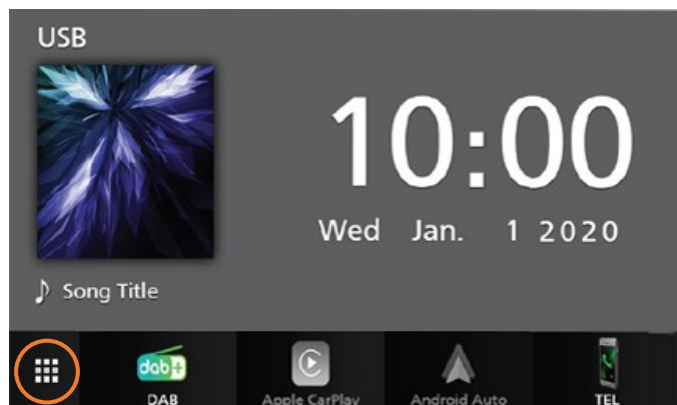 USB
10:00
Wed Jan. 1 2020
Song Title
dab+
DAB
Apple CarPlay
Android Auto
TEL